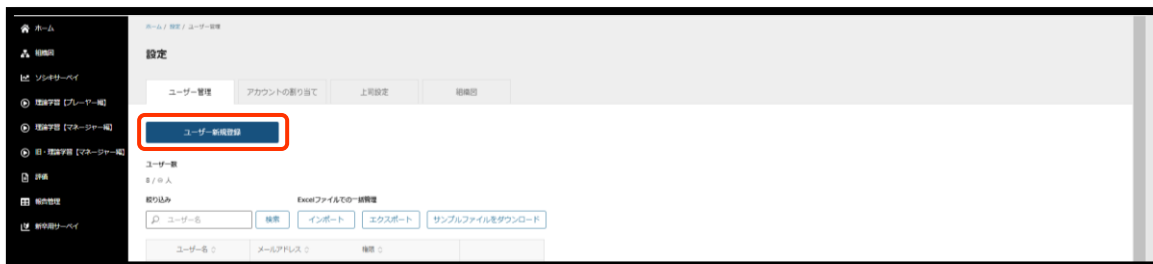 ホーム
組織図
ソシキサーベイ
理論学習【プレーヤー編】
理論学習【マネージャー編】
旧・理論学習【マネージャー編】
評価
報告管理
新卒用サーベイ
ホーム / 設定 / ユーザー管理
設定
ユーザー管理
アカウントの割り当て
上司設定
組織図
ユーザー新規登録
ユーザー数
8 / ∞ 人
絞り込み
Excelファイルでの一括管理
ユーザー名
検索
インポート
エクスポート
サンプルファイルをダウンロード
ユーザー名
メールアドレス
権限